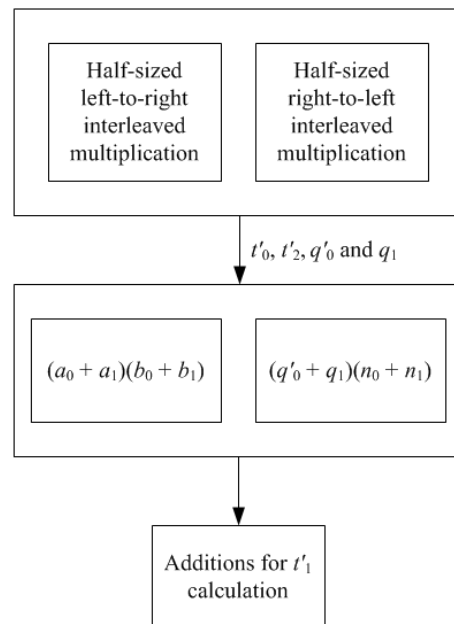 Half-sized
left-to-right
interleaved
multiplication
Half-sized
right-to-left
interleaved
multiplication
t′₀, t′₂, q′₀ and q₁
(a₀ + a₁)(b₀ + b₁)
(q′₀ + q₁)(n₀ + n₁)
Additions for t′₁
calculation